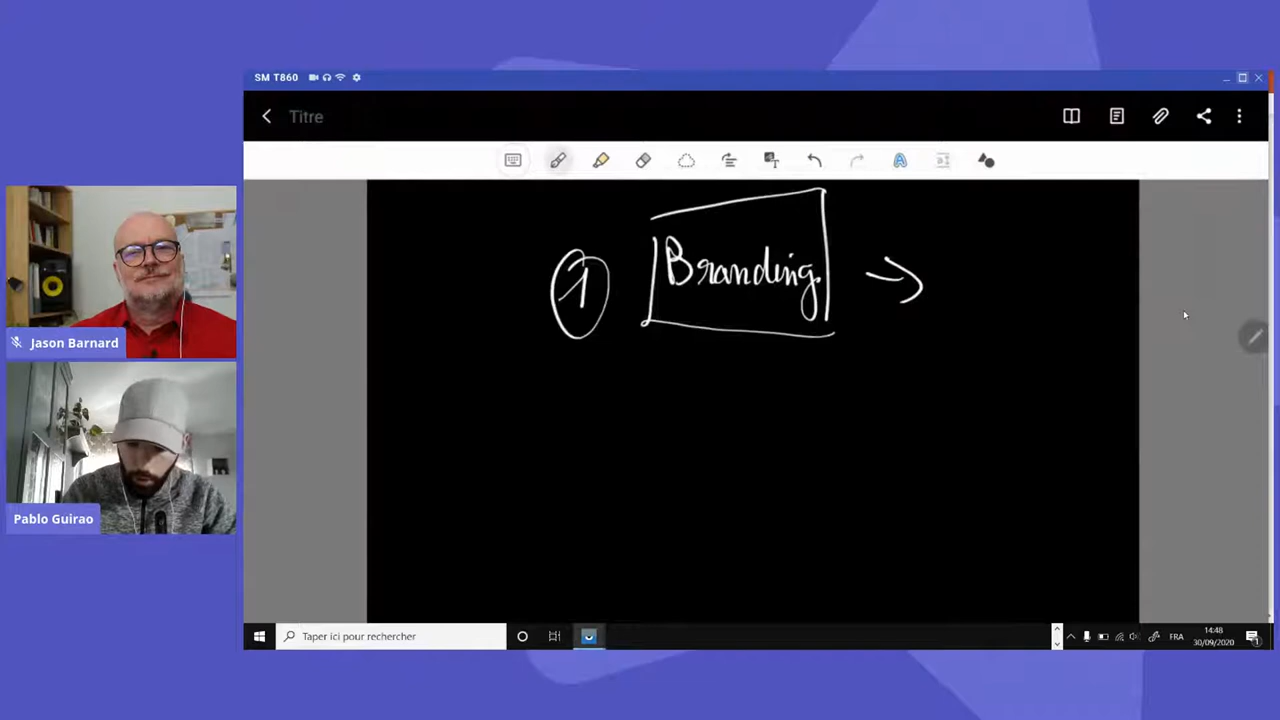 SM T860
Titre
1 Branding. →
Jason Barnard
Pablo Guirao
Taper ici pour rechercher
FRA
14:48
30/09/2020